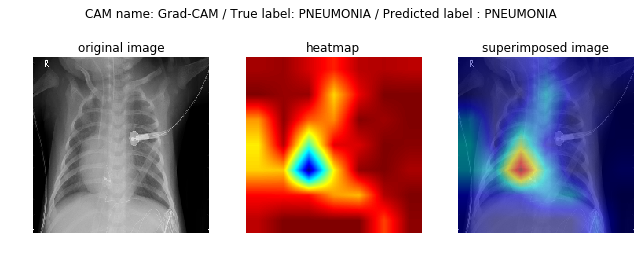 CAM name: Grad-CAM / True label: PNEUMONIA / Predicted label : PNEUMONIA
original image
heatmap
superimposed image
R
R